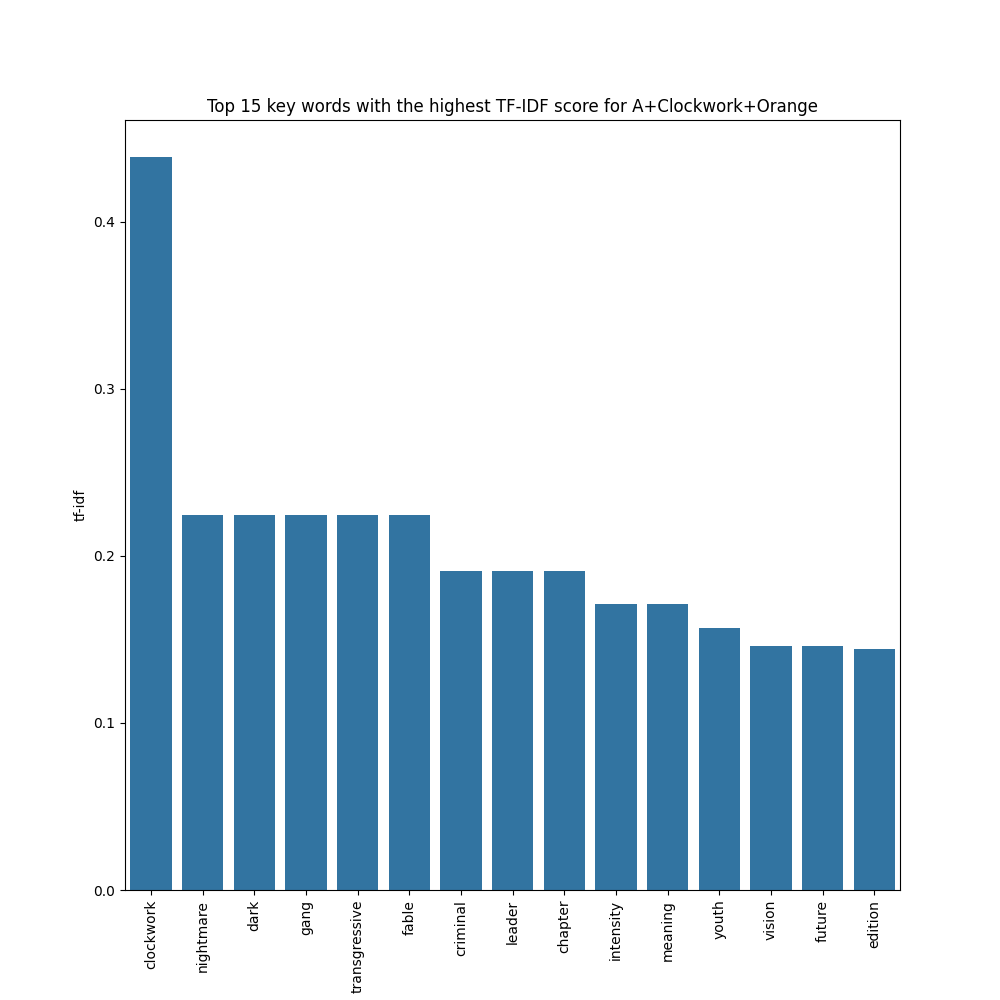 Top 15 key words with the highest TF-IDF score for A+Clockwork+Orange
tf-idf
0.4
0.3
0.2
0.1
0.0
clockwork
nightmare
dark
gang
transgressive
fable
criminal
leader
chapter
intensity
meaning
youth
vision
future
edition